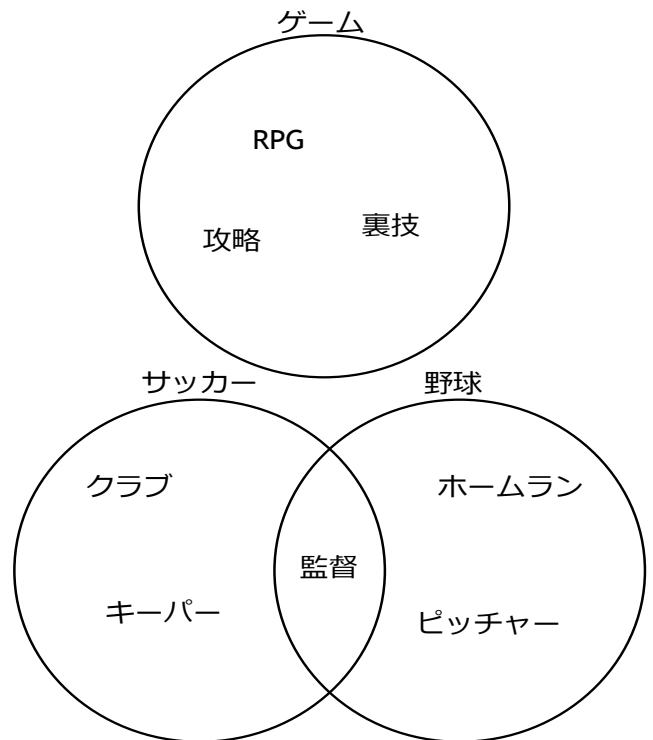 ゲーム
RPG
攻略
裏技
サッカー
野球
クラブ
ホームラン
監督
キーパー
ピッチャー